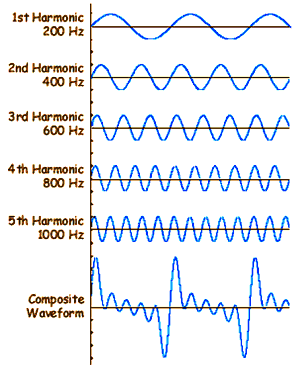 1st Harmonic
200 Hz
2nd Harmonic
400 Hz
3rd Harmonic
600 Hz
4th Harmonic
800 Hz
5th Harmonic
1000 Hz
Composite
Waveform